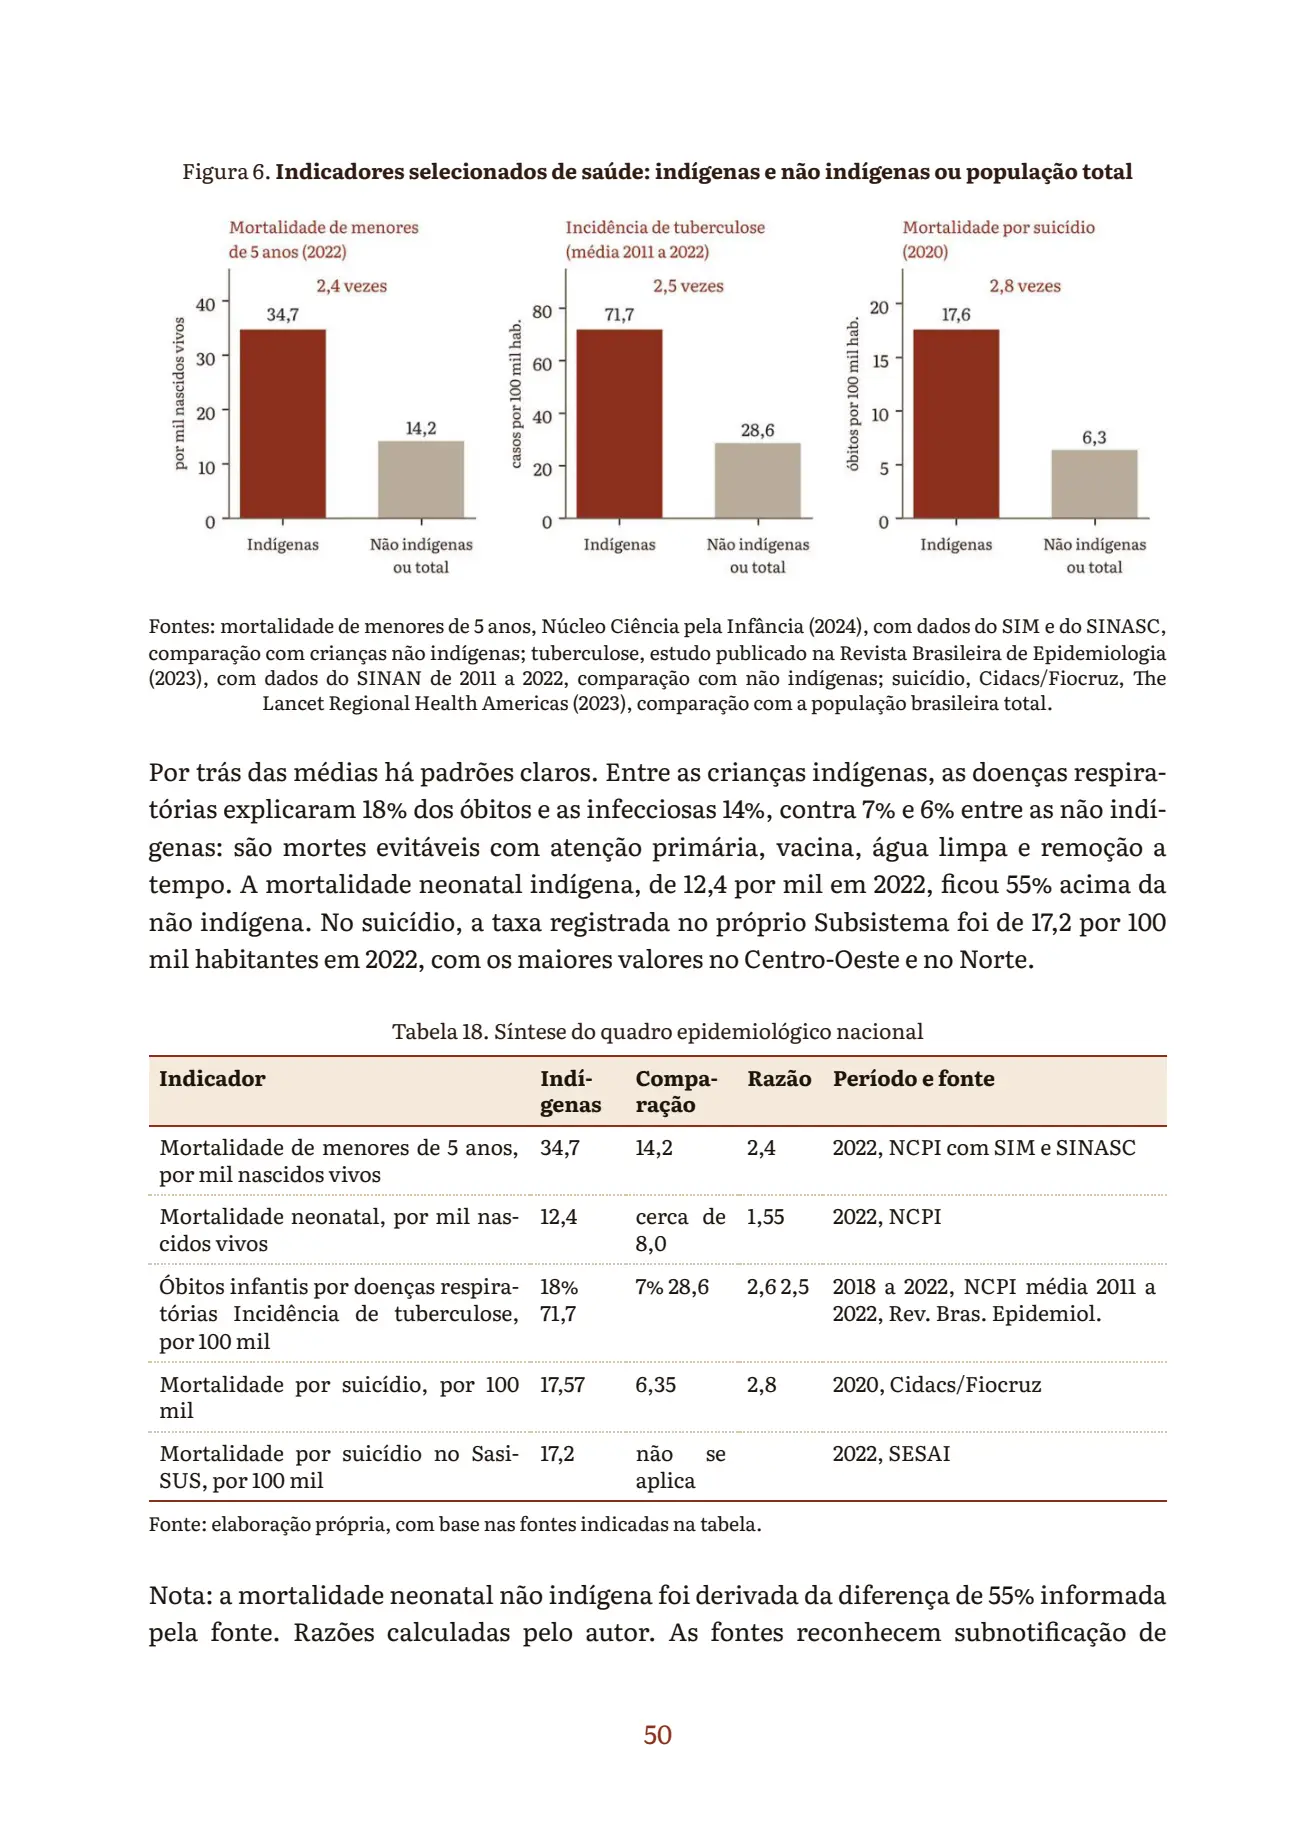 Figura 6. Indicadores selecionados de saúde: indígenas e não indígenas ou população total
Mortalidade de menores
de 5 anos (2022)
2,4 vezes
por mil nascidos vivos
40
30
20
10
0
34,7
14,2
Indígenas
Não indígenas
ou total
Incidência de tuberculose
(média 2011 a 2022)
2,5 vezes
casos por 100 mil hab.
80
60
40
20
0
71,7
28,6
Indígenas
Não indígenas
ou total
Mortalidade por suicídio
(2020)
2,8 vezes
óbitos por 100 mil hab.
20
15
10
5
0
17,6
6,3
Indígenas
Não indígenas
ou total
Fontes: mortalidade de menores de 5 anos, Núcleo Ciência pela Infância (2024), com dados do SIM e do SINASC,
comparação com crianças não indígenas; tuberculose, estudo publicado na Revista Brasileira de Epidemiologia
(2023), com dados do SINAN de 2011 a 2022, comparação com não indígenas; suicídio, Cidacs/Fiocruz, The
Lancet Regional Health Americas (2023), comparação com a população brasileira total.
Por trás das médias há padrões claros. Entre as crianças indígenas, as doenças respira-
tórias explicaram 18% dos óbitos e as infecciosas 14%, contra 7% e 6% entre as não indí-
genas: são mortes evitáveis com atenção primária, vacina, água limpa e remoção a
tempo. A mortalidade neonatal indígena, de 12,4 por mil em 2022, ficou 55% acima da
não indígena. No suicídio, a taxa registrada no próprio Subsistema foi de 17,2 por 100
mil habitantes em 2022, com os maiores valores no Centro-Oeste e no Norte.
Tabela 18. Síntese do quadro epidemiológico nacional
Indicador Indí- Compa- Razão Período e fonte
genas ração
Mortalidade de menores de 5 anos, 34,7 14,2 2,4 2022, NCPI com SIM e SINASC
por mil nascidos vivos
Mortalidade neonatal, por mil nas- 12,4 cerca de 1,55 2022, NCPI
cidos vivos 8,0
Óbitos infantis por doenças respira- 18% 7% 28,6 2,6 2,5 2018 a 2022, NCPI média 2011 a
tórias Incidência de tuberculose, 71,7 2022, Rev. Bras. Epidemiol.
por 100 mil
Mortalidade por suicídio, por 100 17,57 6,35 2,8 2020, Cidacs/Fiocruz
mil
Mortalidade por suicídio no Sasi- 17,2 não se 2022, SESAI
SUS, por 100 mil aplica
Fonte: elaboração própria, com base nas fontes indicadas na tabela.
Nota: a mortalidade neonatal não indígena foi derivada da diferença de 55% informada
pela fonte. Razões calculadas pelo autor. As fontes reconhecem subnotificação de
50